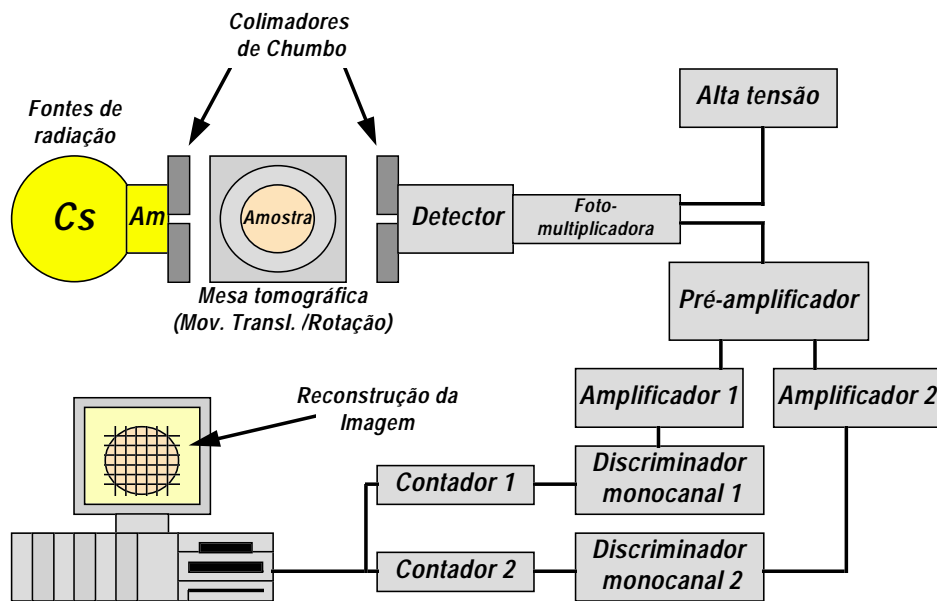 Colimadores
de Chumbo
Fontes de
radiação
Alta tensão
Cs
Am
Amostra
Detector
Foto-
multiplicadora
Mesa tomográfica
(Mov. Transl. /Rotação)
Pré-amplificador
Amplificador 1
Amplificador 2
Reconstrução da
Imagem
Contador 1
Discriminador
monocanal 1
Contador 2
Discriminador
monocanal 2